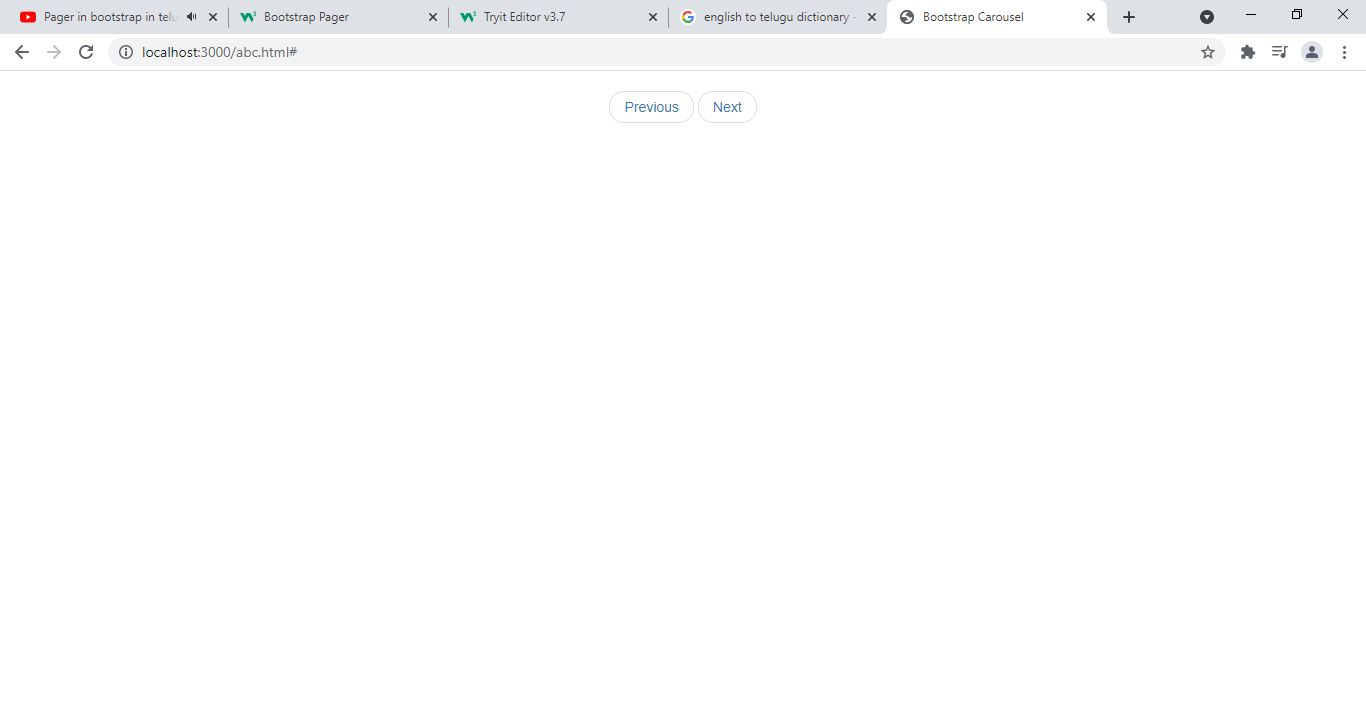 Pager in bootstrap in telu
Bootstrap Pager
Tryit Editor v3.7
english to telugu dictionary -
Bootstrap Carousel
localhost:3000/abc.html#
Previous
Next